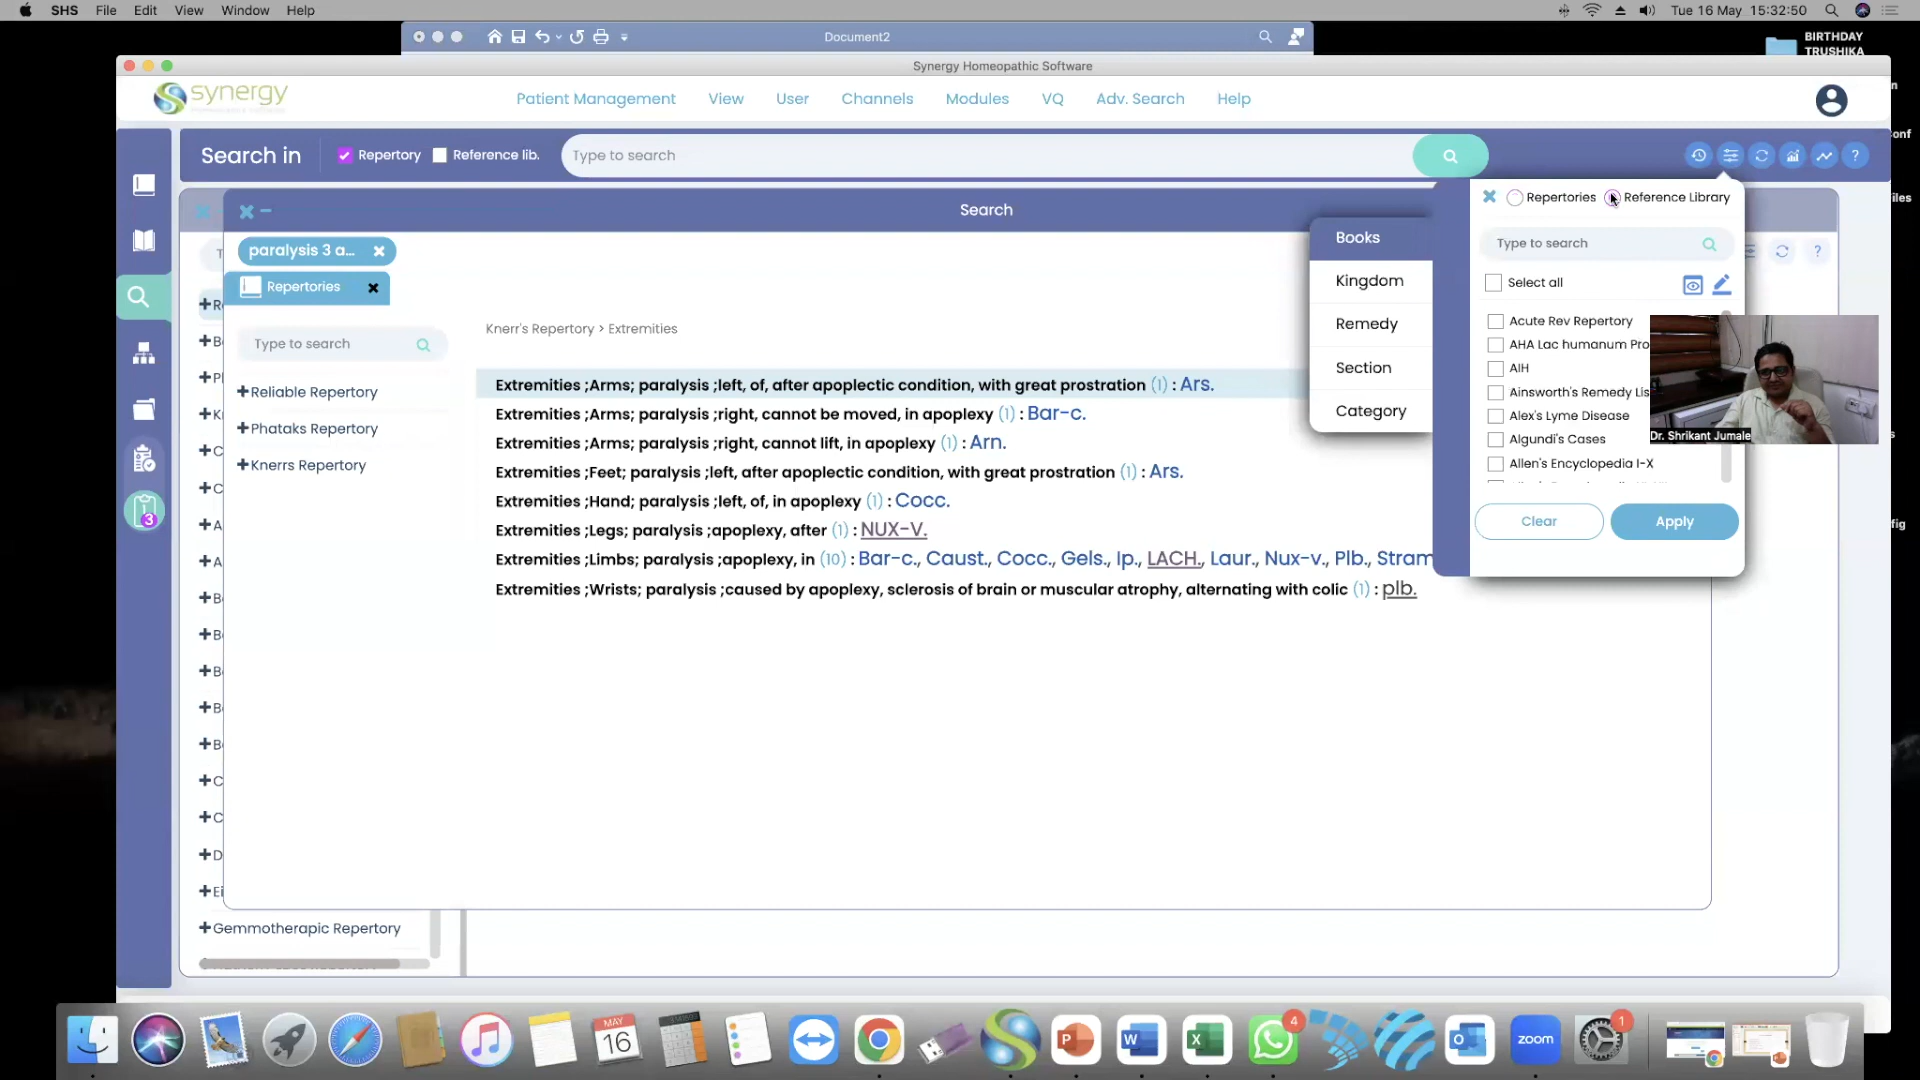 SHS File Edit View Window Help
Tue 16 May 15:32:50
Document2
BIRTHDAY
TRUSHIKA
Synergy Homeopathic Software
synergy
Patient Management View User Channels Modules VQ Adv. Search Help
Search in Repertory Reference lib. Type to search
Search
Repertories Reference Library
paralysis 3 a...
Books
Type to search
Repertories
Kingdom
Select all
Knerr's Repertory > Extremities
Remedy
Acute Rev Repertory
Type to search
AHA Lac humanum Pro
Section
AIH
Extremities ;Arms; paralysis ;left, of, after apoplectic condition, with great prostration (1) : Ars.
Reliable Repertory
Ainsworth's Remedy Lis
Category
Extremities ;Arms; paralysis ;right, cannot be moved, in apoplexy (1) : Bar-c.
Alex's Lyme Disease
Phataks Repertory
Algundi's Cases
Dr. Shrikant Jumale
Extremities ;Arms; paralysis ;right, cannot lift, in apoplexy (1) : Arn.
Knerrs Repertory
Allen's Encyclopedia I-X
Extremities ;Feet; paralysis ;left, after apoplectic condition, with great prostration (1) : Ars.
Extremities ;Hand; paralysis ;left, of, in apoplexy (1) : Cocc.
Clear Apply
Extremities ;Legs; paralysis ;apoplexy, after (1) : NUX-V.
Extremities ;Limbs; paralysis ;apoplexy, in (10) : Bar-c., Caust., Cocc., Gels., Ip., LACH., Laur., Nux-v., Plb., Stram
Extremities ;Wrists; paralysis ;caused by apoplexy, sclerosis of brain or muscular atrophy, alternating with colic (1) : plb.
3
Gemmotherapic Repertory
MAY
16
4
zoom
1